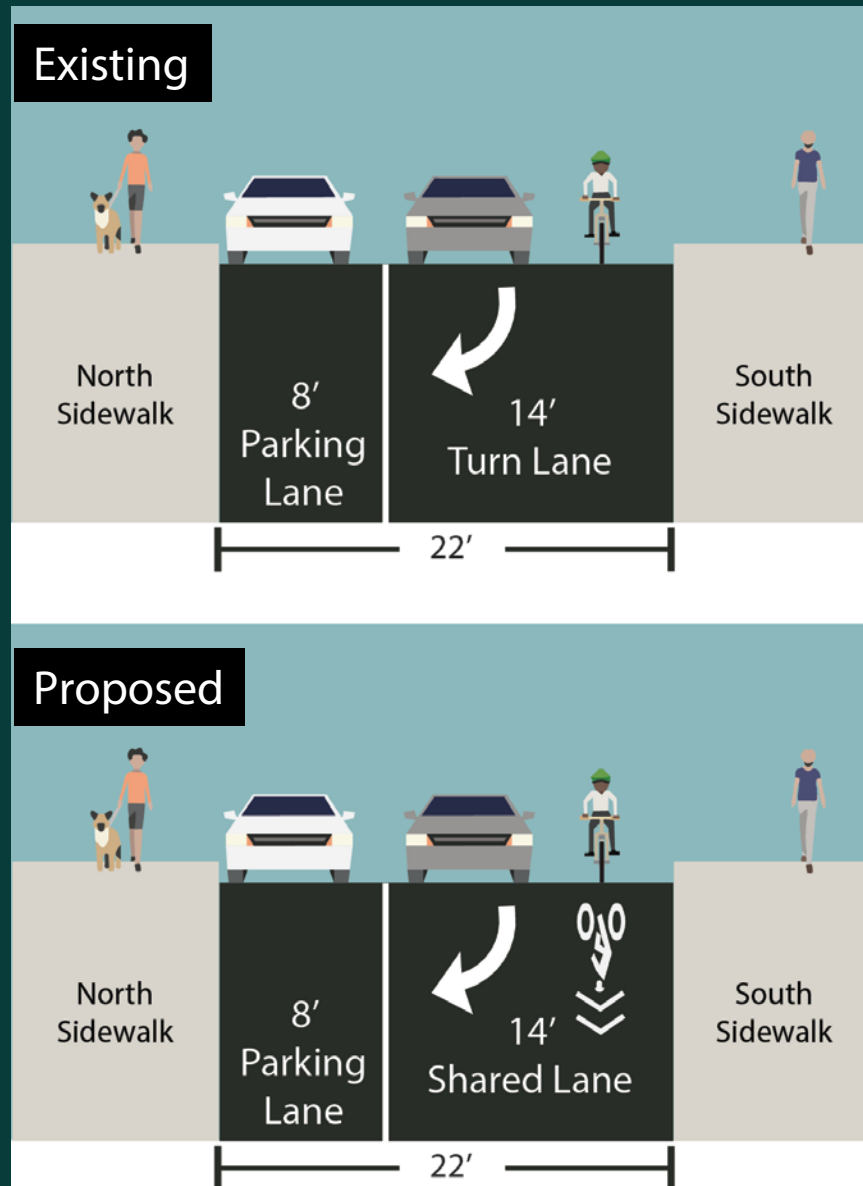 Existing
North
Sidewalk
8’
Parking
Lane
14’
Turn Lane
South
Sidewalk
22’
Proposed
North
Sidewalk
8’
Parking
Lane
14’
Shared Lane
South
Sidewalk
22’